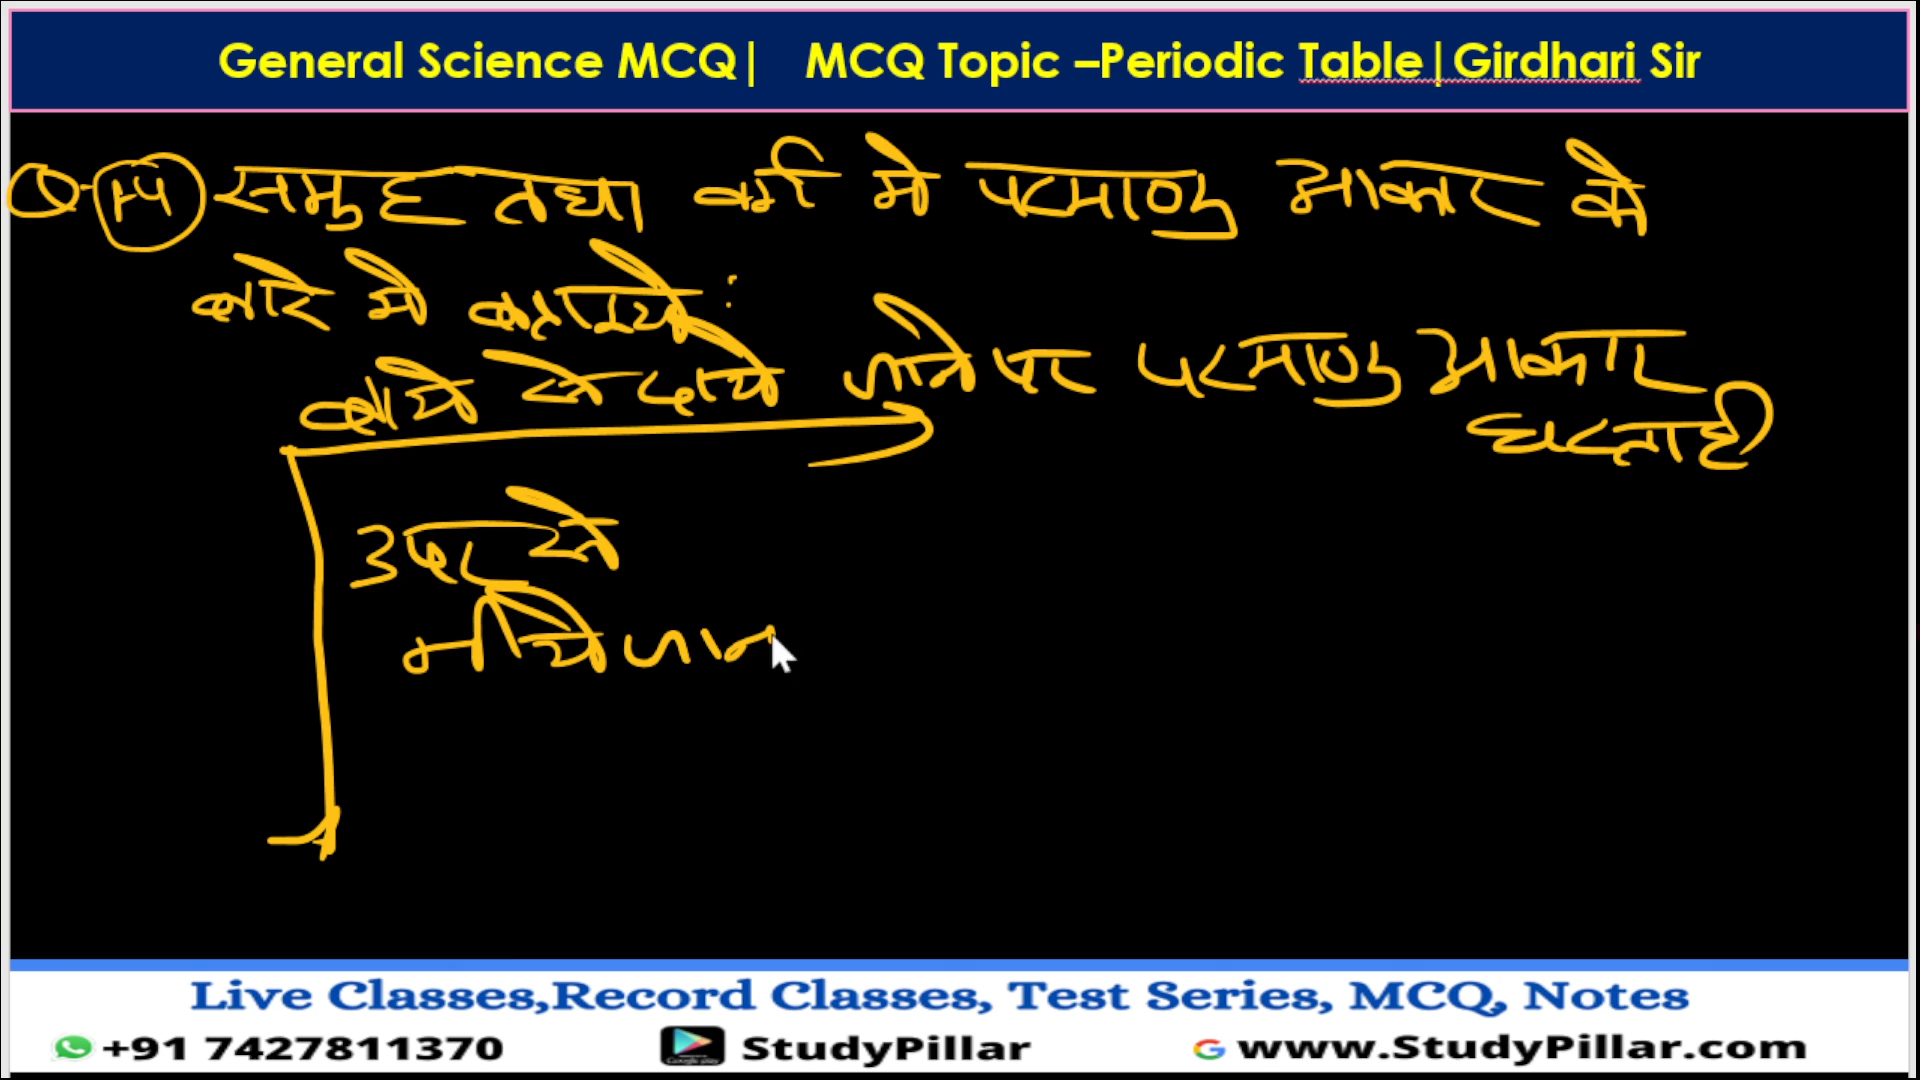 General Science MCQ| MCQ Topic –Periodic Table|Girdhari Sir
Q-14 समुह तथा वर्ग मे परमाणु आकार के
बारे मे बताइये:
बांये से दाये जाने पर परमाणु आकार
घटता है
उपर से
नीचे जान
Live Classes,Record Classes, Test Series, MCQ, Notes
+91 7427811370 StudyPillar www.StudyPillar.com